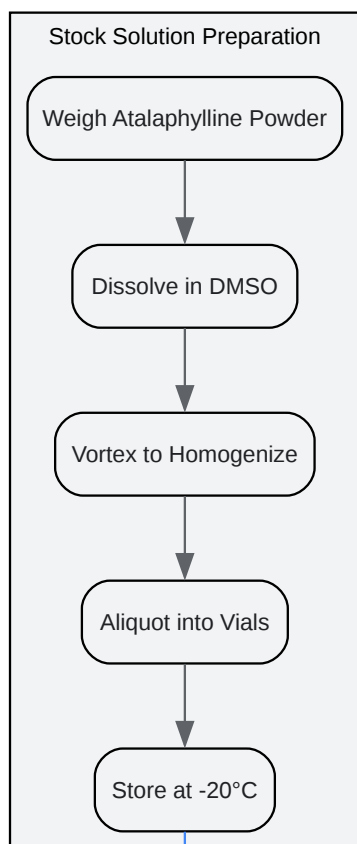 Stock Solution Preparation
Weigh Atalaphylline Powder
Dissolve in DMSO
Vortex to Homogenize
Aliquot into Vials
Store at -20°C